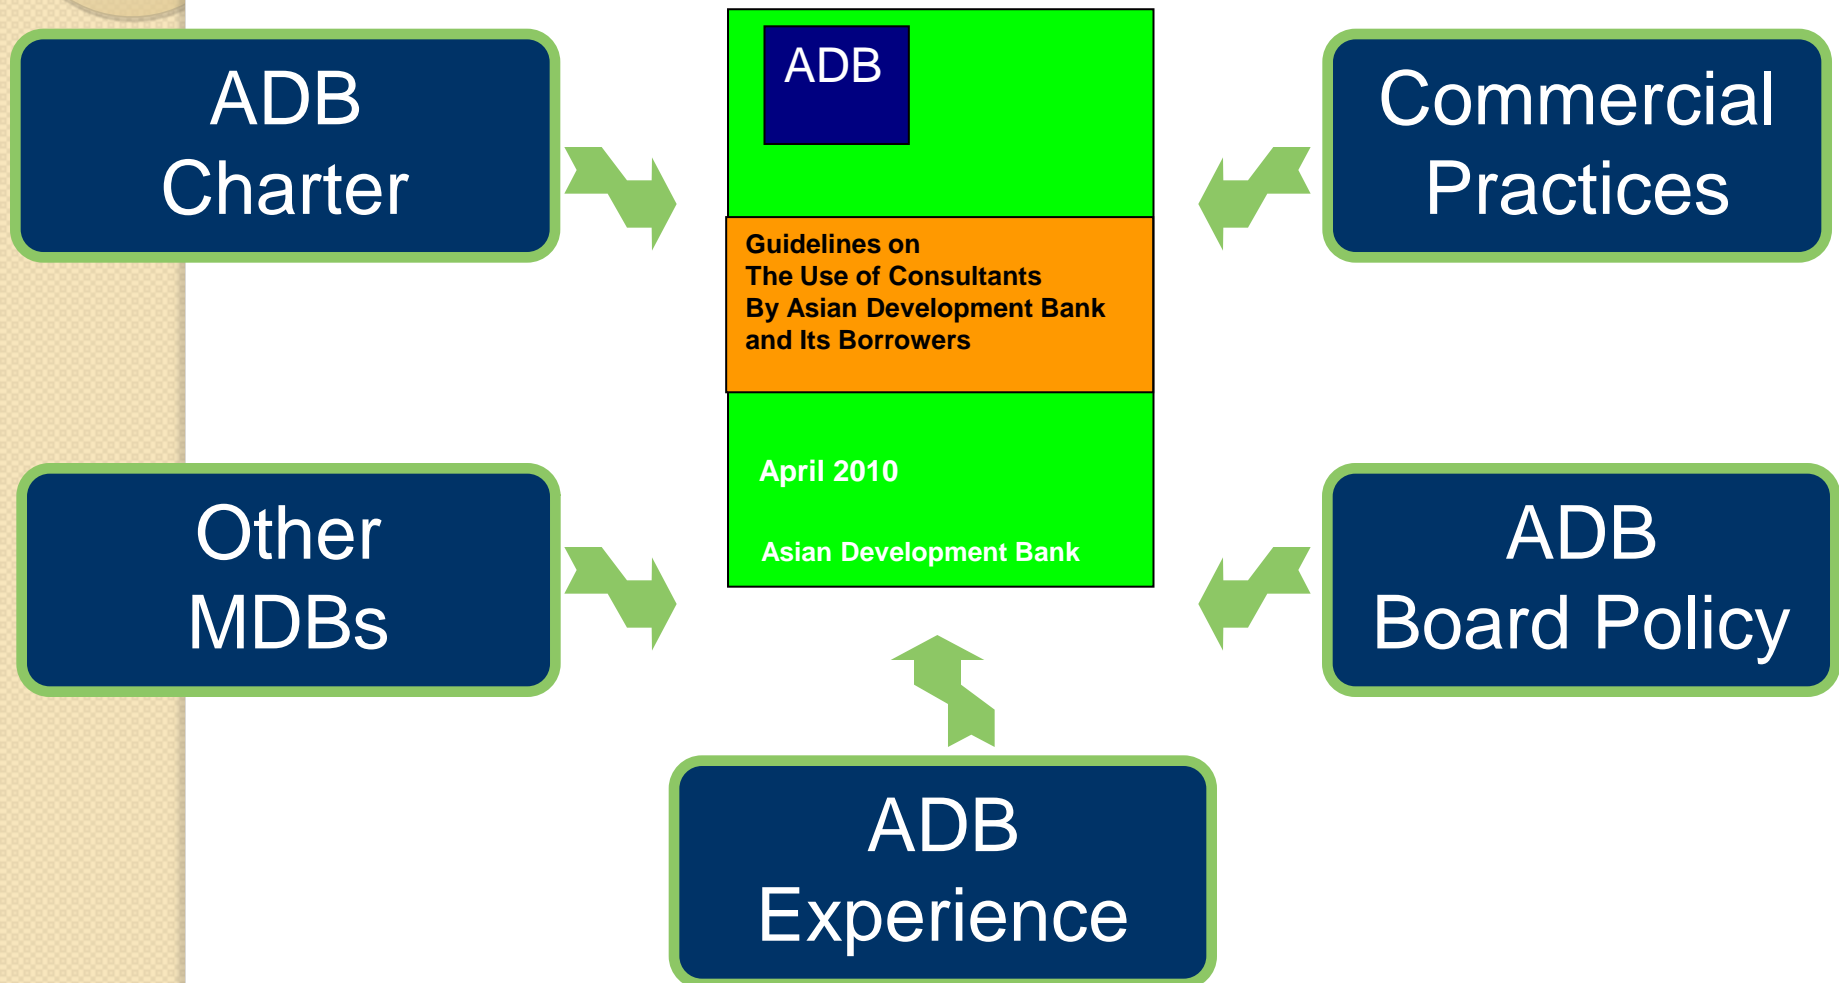 ADB
Charter
ADB
Guidelines on
The Use of Consultants
By Asian Development Bank
and Its Borrowers
April 2010
Asian Development Bank
Commercial
Practices
Other
MDBs
ADB
Board Policy
ADB
Experience